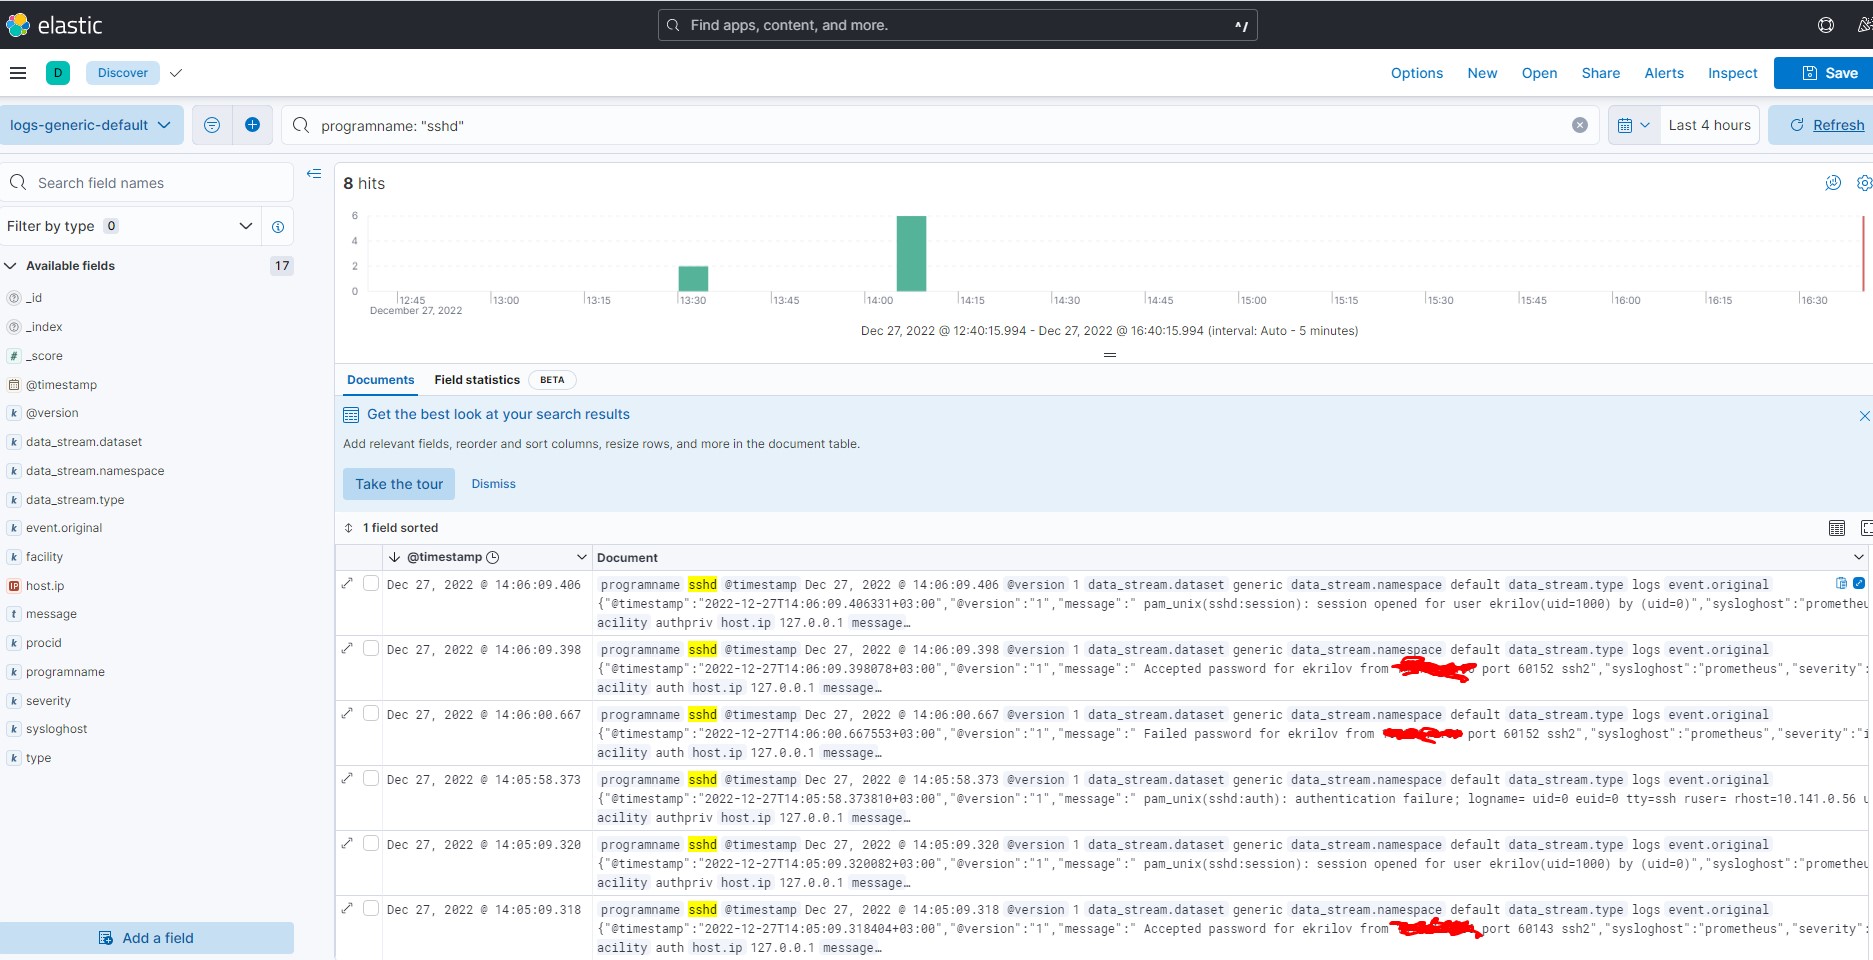 elastic
Find apps, content, and more. ^/
D Discover Options New Open Share Alerts Inspect Save
logs-generic-default programname: "sshd" Last 4 hours Refresh
Search field names
Filter by type 0
Available fields 17
_id
_index
_score
@timestamp
@version
data_stream.dataset
data_stream.namespace
data_stream.type
event.original
facility
host.ip
message
procid
programname
severity
sysloghost
type
Add a field
8 hits
6
4
2
0
12:45 13:00 13:15 13:30 13:45 14:00 14:15 14:30 14:45 15:00 15:15 15:30 15:45 16:00 16:15 16:30
December 27, 2022
Dec 27, 2022 @ 12:40:15.994 - Dec 27, 2022 @ 16:40:15.994 (interval: Auto - 5 minutes)
Documents Field statistics BETA
Get the best look at your search results
Add relevant fields, reorder and sort columns, resize rows, and more in the document table.
Take the tour Dismiss
1 field sorted
@timestamp Document
Dec 27, 2022 @ 14:06:09.406 programname sshd @timestamp Dec 27, 2022 @ 14:06:09.406 @version 1 data_stream.dataset generic data_stream.namespace default data_stream.type logs event.original
{"@timestamp":"2022-12-27T14:06:09.406331+03:00","@version":"1","message":" pam_unix(sshd:session): session opened for user ekrilov(uid=1000) by (uid=0)","sysloghost":"prometheu
acility authpriv host.ip 127.0.0.1 message…
Dec 27, 2022 @ 14:06:09.398 programname sshd @timestamp Dec 27, 2022 @ 14:06:09.398 @version 1 data_stream.dataset generic data_stream.namespace default data_stream.type logs event.original
{"@timestamp":"2022-12-27T14:06:09.398078+03:00","@version":"1","message":" Accepted password for ekrilov from port 60152 ssh2","sysloghost":"prometheus","severity":
acility auth host.ip 127.0.0.1 message…
Dec 27, 2022 @ 14:06:00.667 programname sshd @timestamp Dec 27, 2022 @ 14:06:00.667 @version 1 data_stream.dataset generic data_stream.namespace default data_stream.type logs event.original
{"@timestamp":"2022-12-27T14:06:00.667553+03:00","@version":"1","message":" Failed password for ekrilov from port 60152 ssh2","sysloghost":"prometheus","severity":"i
acility auth host.ip 127.0.0.1 message…
Dec 27, 2022 @ 14:05:58.373 programname sshd @timestamp Dec 27, 2022 @ 14:05:58.373 @version 1 data_stream.dataset generic data_stream.namespace default data_stream.type logs event.original
{"@timestamp":"2022-12-27T14:05:58.373810+03:00","@version":"1","message":" pam_unix(sshd:auth): authentication failure; logname= uid=0 euid=0 tty=ssh ruser= rhost=10.141.0.56 u
acility authpriv host.ip 127.0.0.1 message…
Dec 27, 2022 @ 14:05:09.320 programname sshd @timestamp Dec 27, 2022 @ 14:05:09.320 @version 1 data_stream.dataset generic data_stream.namespace default data_stream.type logs event.original
{"@timestamp":"2022-12-27T14:05:09.320082+03:00","@version":"1","message":" pam_unix(sshd:session): session opened for user ekrilov(uid=1000) by (uid=0)","sysloghost":"prometheu
acility authpriv host.ip 127.0.0.1 message…
Dec 27, 2022 @ 14:05:09.318 programname sshd @timestamp Dec 27, 2022 @ 14:05:09.318 @version 1 data_stream.dataset generic data_stream.namespace default data_stream.type logs event.original
{"@timestamp":"2022-12-27T14:05:09.318404+03:00","@version":"1","message":" Accepted password for ekrilov from port 60143 ssh2","sysloghost":"prometheus","severity":
acility auth host.ip 127.0.0.1 message…